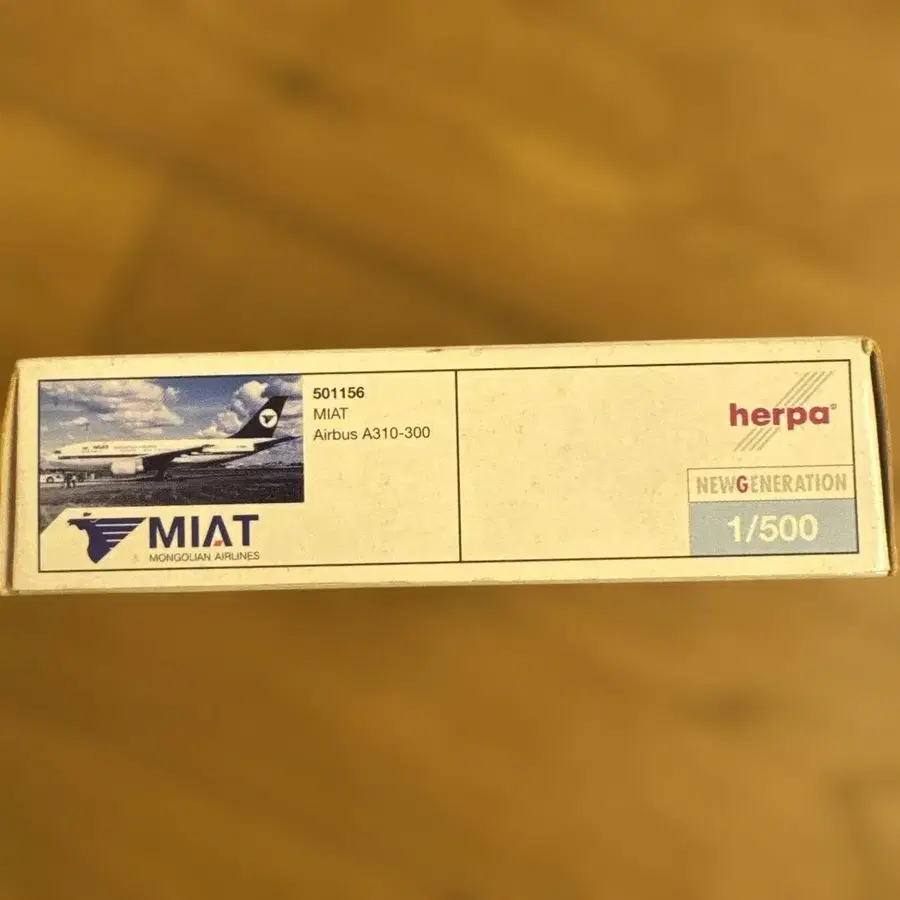 501156
MIAT
Airbus A310-300
MIAT
MONGOLIAN AIRLINES
herpa®
NEWGENERATION
1/500